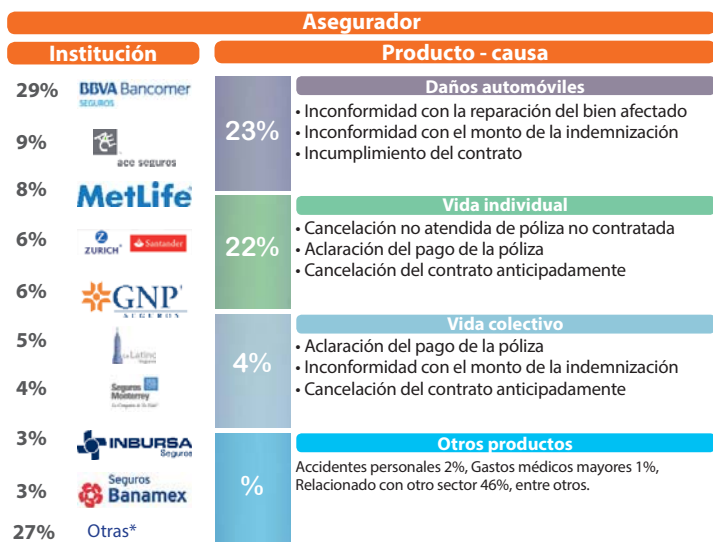 Asegurador
Institución
Producto - causa
29% BBVA Bancomer
SEGUROS
9% ace seguros
8% MetLife
6% ZURICH Santander
6% GNP
SEGUROS
5% La Latino
Seguros
4% Seguros
Monterrey
3% INBURSA
Seguros
3% Seguros
Banamex
27% Otras*
23%
Daños automóviles
• Inconformidad con la reparación del bien afectado
• Inconformidad con el monto de la indemnización
• Incumplimiento del contrato
22%
Vida individual
• Cancelación no atendida de póliza no contratada
• Aclaración del pago de la póliza
• Cancelación del contrato anticipadamente
4%
Vida colectivo
• Aclaración del pago de la póliza
• Inconformidad con el monto de la indemnización
• Cancelación del contrato anticipadamente
%
Otros productos
Accidentes personales 2%, Gastos médicos mayores 1%,
Relacionado con otro sector 46%, entre otros.